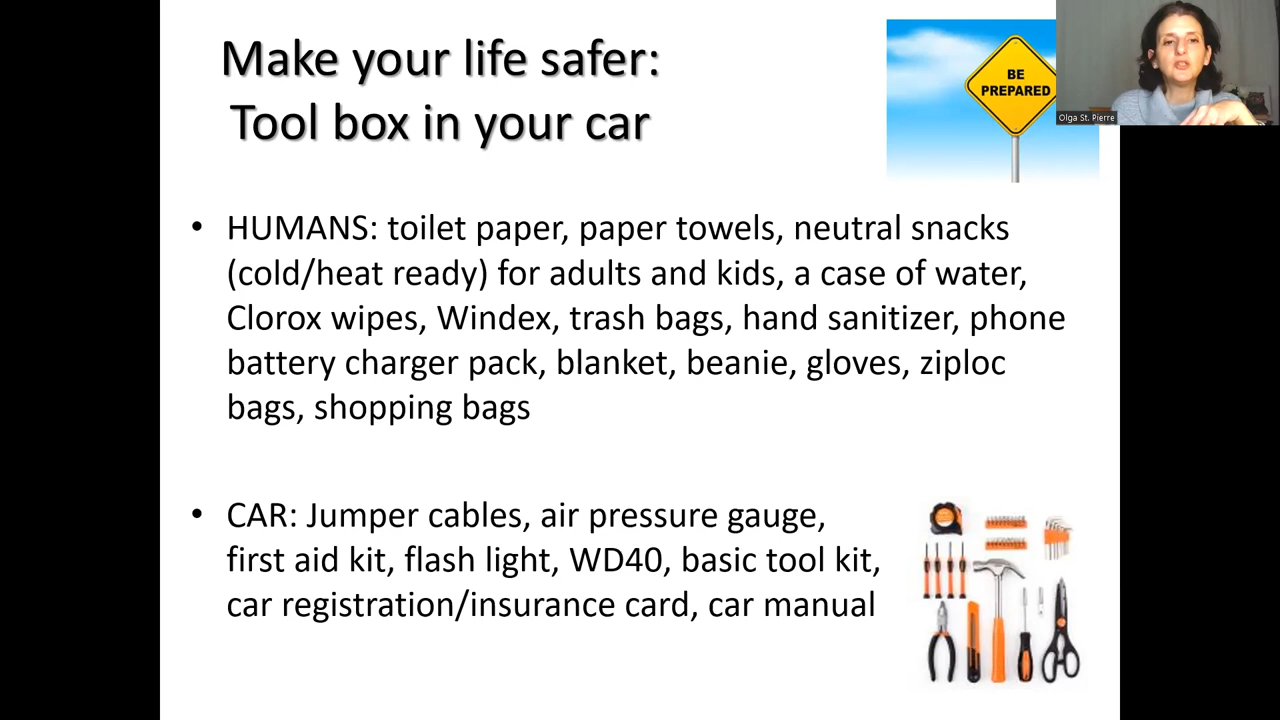 Make your life safer:
Tool box in your car
BE
PREPARED
Olga St. Pierre
• HUMANS: toilet paper, paper towels, neutral snacks
(cold/heat ready) for adults and kids, a case of water,
Clorox wipes, Windex, trash bags, hand sanitizer, phone
battery charger pack, blanket, beanie, gloves, ziploc
bags, shopping bags
• CAR: Jumper cables, air pressure gauge,
first aid kit, flash light, WD40, basic tool kit,
car registration/insurance card, car manual